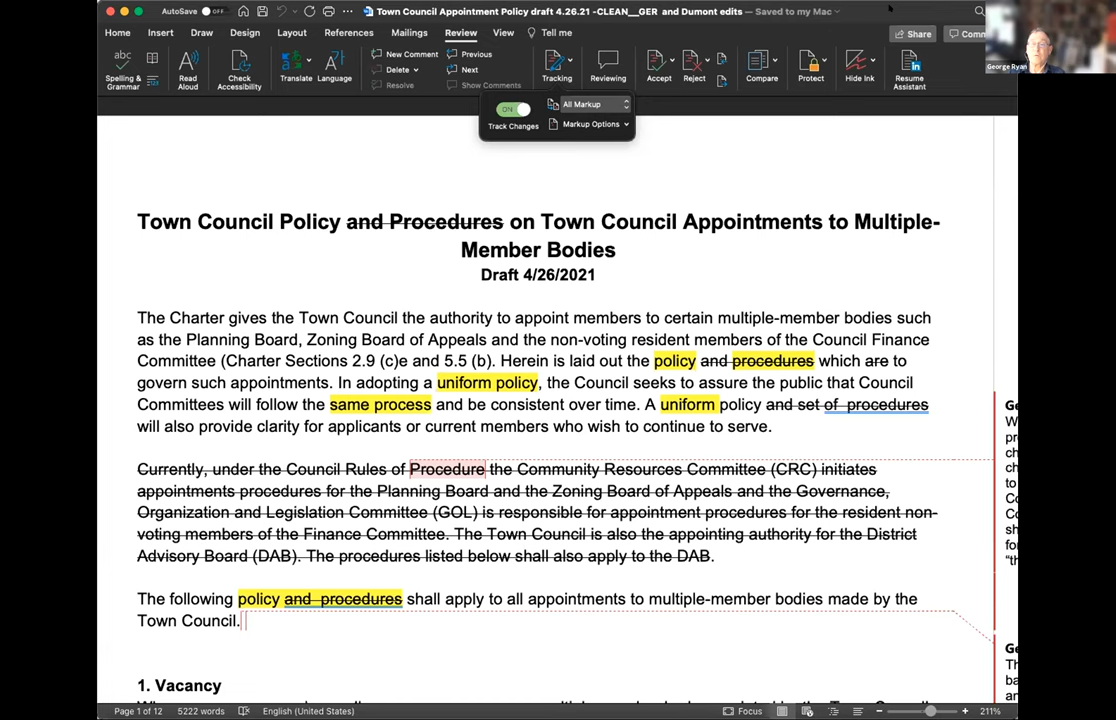 AutoSave OFF
Town Council Appointment Policy draft 4.26.21 -CLEAN__GER and Dumont edits — Saved to my Mac
Home Insert Draw Design Layout References Mailings Review View Tell me
Share Comm
George Ryan
abc
Spelling & Grammar
Read Aloud
Check Accessibility
Translate
Language
New Comment
Delete
Resolve
Previous
Next
Show Comments
Tracking
Reviewing
Accept
Reject
Compare
Protect
Hide Ink
Resume Assistant
ON
Track Changes
All Markup
Markup Options
Town Council Policy and Procedures on Town Council Appointments to Multiple-
Member Bodies
Draft 4/26/2021
The Charter gives the Town Council the authority to appoint members to certain multiple-member bodies such
as the Planning Board, Zoning Board of Appeals and the non-voting resident members of the Council Finance
Committee (Charter Sections 2.9 (c)e and 5.5 (b). Herein is laid out the policy and procedures which are to
govern such appointments. In adopting a uniform policy, the Council seeks to assure the public that Council
Committees will follow the same process and be consistent over time. A uniform policy and set of procedures
will also provide clarity for applicants or current members who wish to continue to serve.
Currently, under the Council Rules of Procedure the Community Resources Committee (CRC) initiates
appointments procedures for the Planning Board and the Zoning Board of Appeals and the Governance,
Organization and Legislation Committee (GOL) is responsible for appointment procedures for the resident non-
voting members of the Finance Committee. The Town Council is also the appointing authority for the District
Advisory Board (DAB). The procedures listed below shall also apply to the DAB.
The following policy and procedures shall apply to all appointments to multiple-member bodies made by the
Town Council.
1. Vacancy
Page 1 of 12 5222 words English (United States) Focus 211%